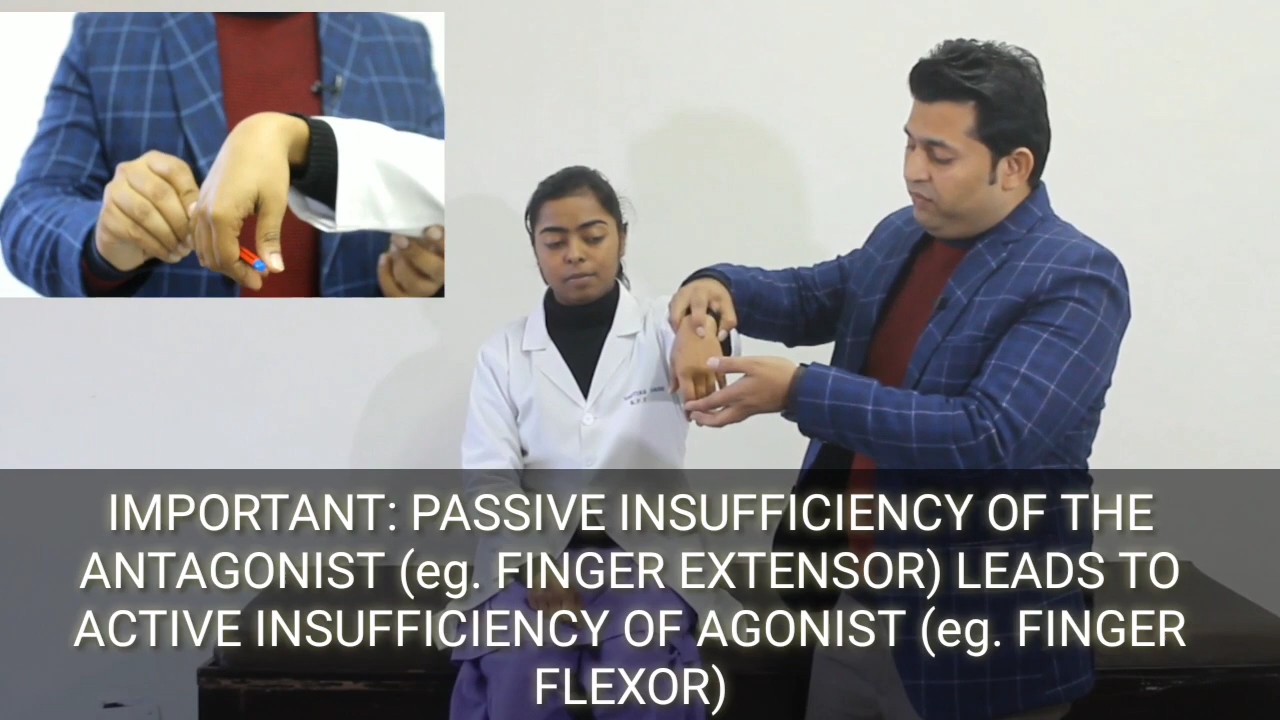 IMPORTANT: PASSIVE INSUFFICIENCY OF THE
ANTAGONIST (eg. FINGER EXTENSOR) LEADS TO
ACTIVE INSUFFICIENCY OF AGONIST (eg. FINGER
FLEXOR)